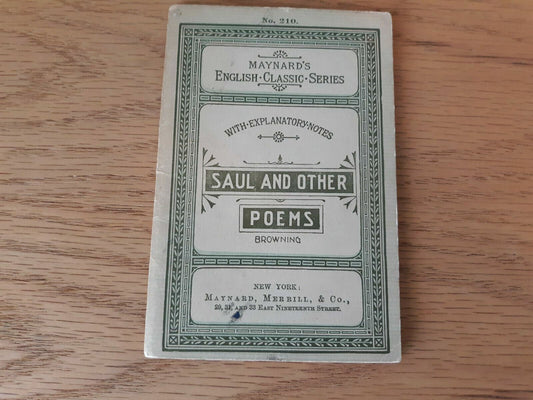 No. 210.
MAYNARD'S
ENGLISH·CLASSIC·SERIES
WITH·EXPLANATORY·NOTES
SAUL AND OTHER
POEMS
BROWNING
NEW YORK:
MAYNARD, MERRILL, & CO.,
29, 31, AND 33 EAST NINETEENTH STREET.